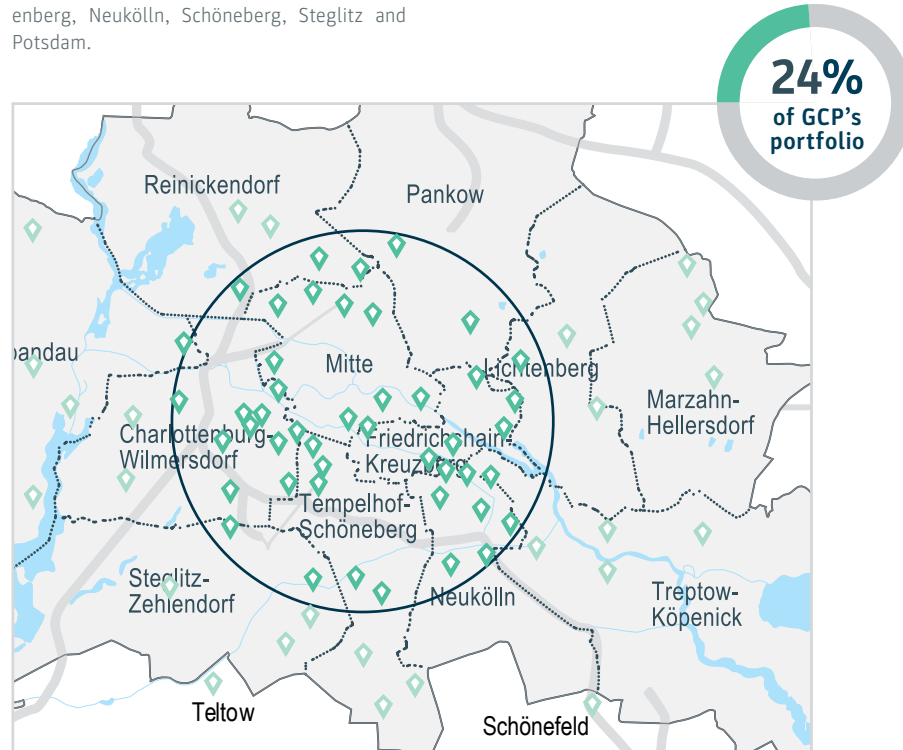 enberg, Neukölln, Schöneberg, Steglitz and
Potsdam.
24%
of GCP's
portfolio
Reinickendorf
Pankow
Mitte
Lichtenberg
Marzahn-
Hellersdorf
Charlottenburg-
Wilmersdorf
Friedrichshain-
Kreuzberg
Tempelhof-
Schöneberg
Steglitz-
Zehlendorf
Neukölln
Treptow-
Köpenick
Teltow
Schönefeld